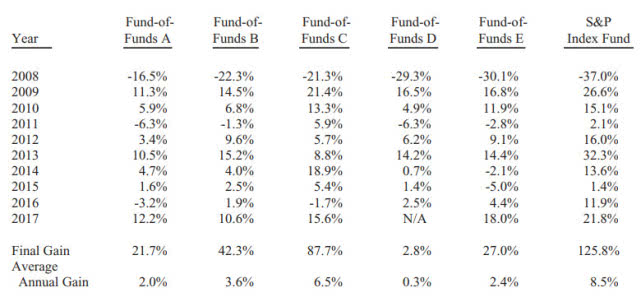 Fund-of- Fund-of- Fund-of- Fund-of- Fund-of- S&P
Year Funds A Funds B Funds C Funds D Funds E Index Fund
2008 -16.5% -22.3% -21.3% -29.3% -30.1% -37.0%
2009 11.3% 14.5% 21.4% 16.5% 16.8% 26.6%
2010 5.9% 6.8% 13.3% 4.9% 11.9% 15.1%
2011 -6.3% -1.3% 5.9% -6.3% -2.8% 2.1%
2012 3.4% 9.6% 5.7% 6.2% 9.1% 16.0%
2013 10.5% 15.2% 8.8% 14.2% 14.4% 32.3%
2014 4.7% 4.0% 18.9% 0.7% -2.1% 13.6%
2015 1.6% 2.5% 5.4% 1.4% -5.0% 1.4%
2016 -3.2% 1.9% -1.7% 2.5% 4.4% 11.9%
2017 12.2% 10.6% 15.6% N/A 18.0% 21.8%
Final Gain 21.7% 42.3% 87.7% 2.8% 27.0% 125.8%
Average
Annual Gain 2.0% 3.6% 6.5% 0.3% 2.4% 8.5%